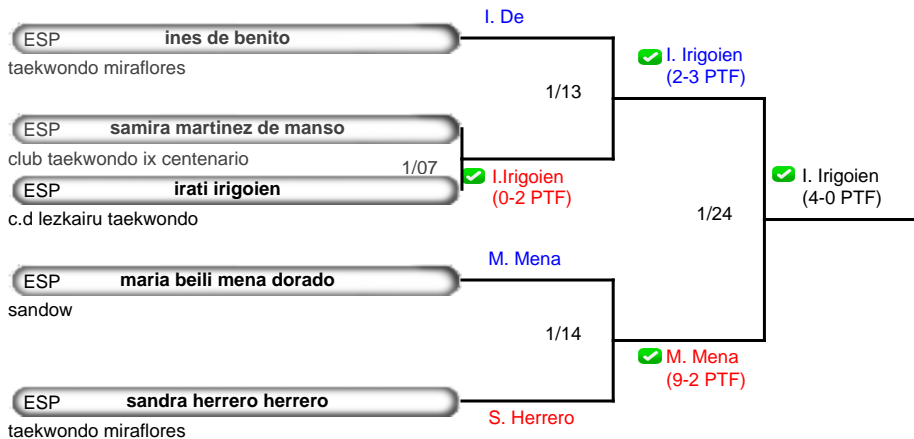 I. De
ESP ines de benito
taekwondo miraflores
I. Irigoien
(2-3 PTF)
1/13
ESP samira martinez de manso
club taekwondo ix centenario
1/07
I.Irigoien
(0-2 PTF)
ESP irati irigoien
c.d lezkairu taekwondo
I. Irigoien
(4-0 PTF)
1/24
M. Mena
ESP maria beili mena dorado
sandow
1/14
M. Mena
(9-2 PTF)
ESP sandra herrero herrero
S. Herrero
taekwondo miraflores